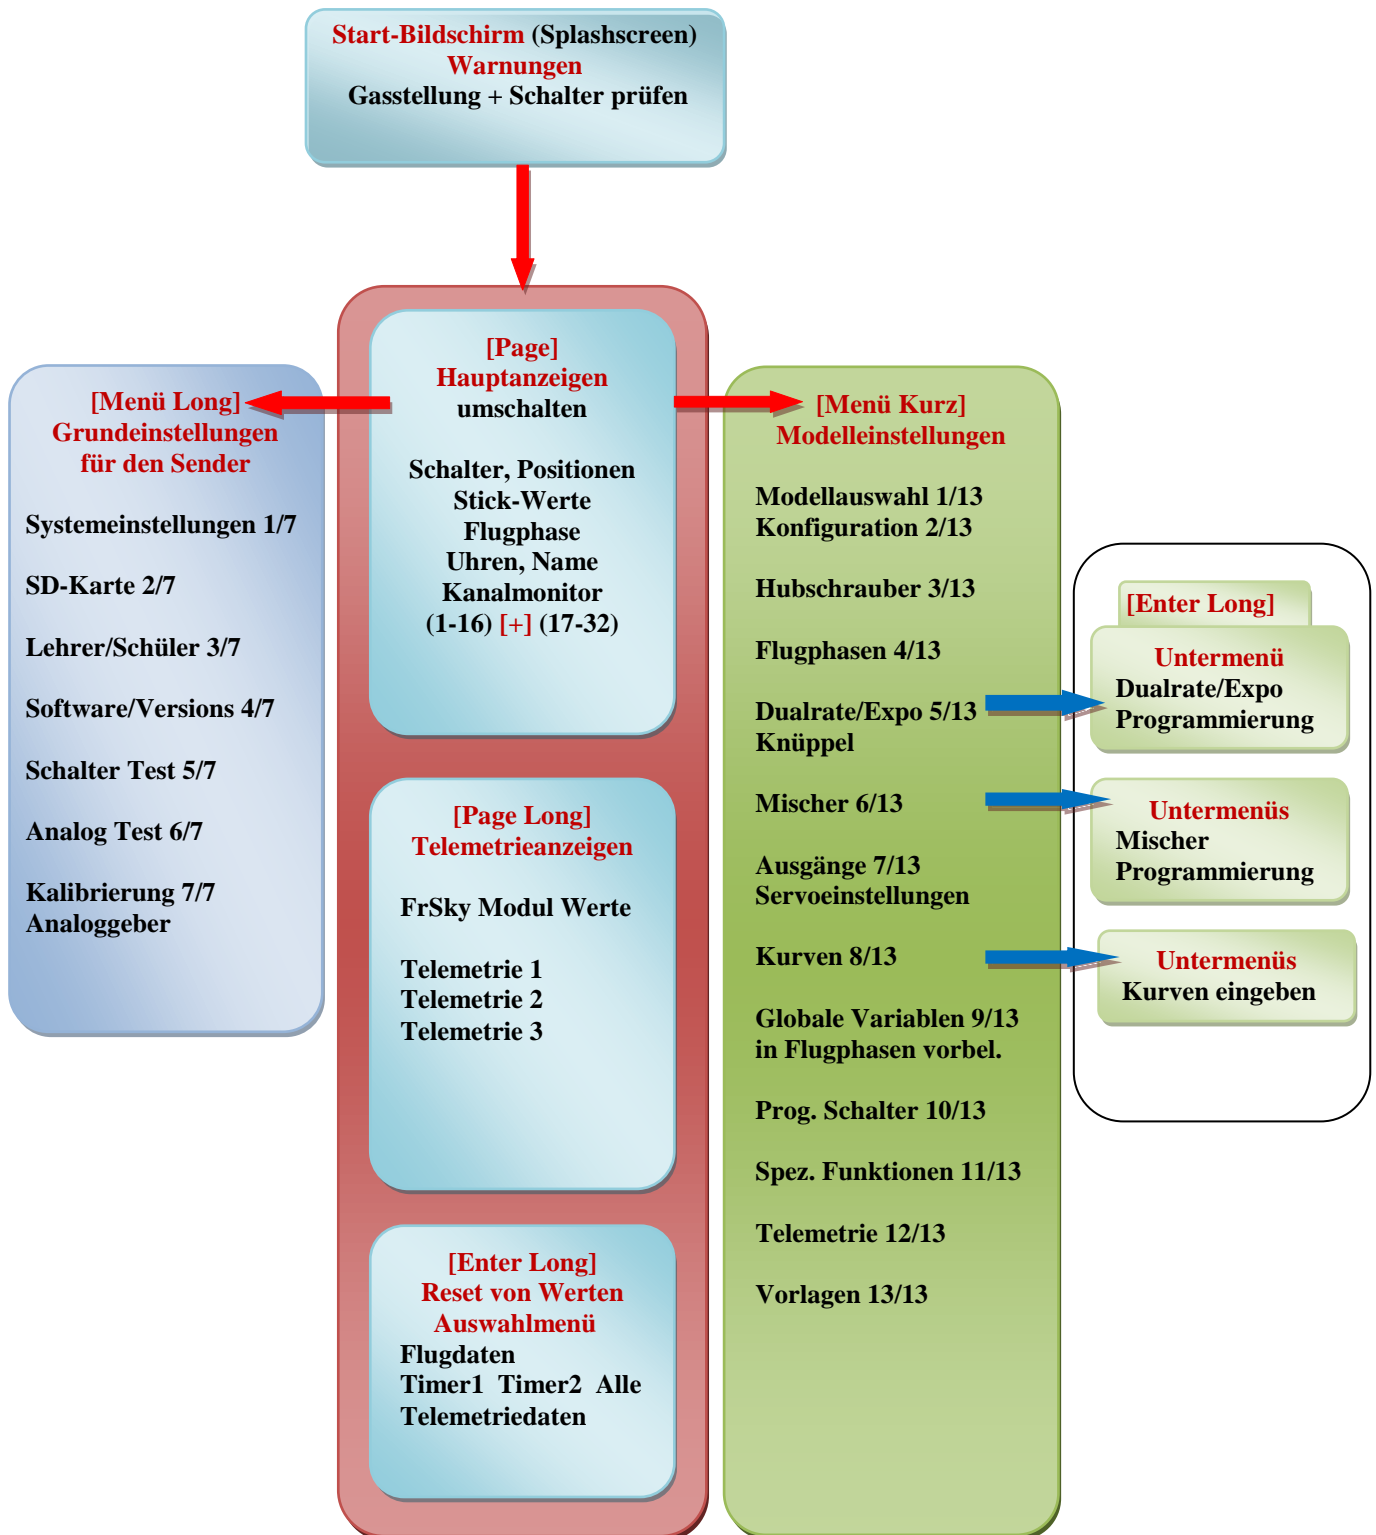 Start-Bildschirm (Splashscreen)
Warnungen
Gasstellung + Schalter prüfen
[Menü Long]
Grundeinstellungen
für den Sender
Systemeinstellungen 1/7
SD-Karte 2/7
Lehrer/Schüler 3/7
Software/Versions 4/7
Schalter Test 5/7
Analog Test 6/7
Kalibrierung 7/7
Analoggeber
[Page]
Hauptanzeigen
umschalten
Schalter, Positionen
Stick-Werte
Flugphase
Uhren, Name
Kanalmonitor
(1-16) [+] (17-32)
[Page Long]
Telemetrieanzeigen
FrSky Modul Werte
Telemetrie 1
Telemetrie 2
Telemetrie 3
[Enter Long]
Reset von Werten
Auswahlmenü
Flugdaten
Timer1 Timer2 Alle
Telemetriedaten
[Menü Kurz]
Modelleinstellungen
Modellauswahl 1/13
Konfiguration 2/13
Hubschrauber 3/13
Flugphasen 4/13
Dualrate/Expo 5/13
Knüppel
Mischer 6/13
Ausgänge 7/13
Servoeinstellungen
Kurven 8/13
Globale Variablen 9/13
in Flugphasen vorbel.
Prog. Schalter 10/13
Spez. Funktionen 11/13
Telemetrie 12/13
Vorlagen 13/13
[Enter Long]
Untermenü
Dualrate/Expo
Programmierung
Untermenüs
Mischer
Programmierung
Untermenüs
Kurven eingeben